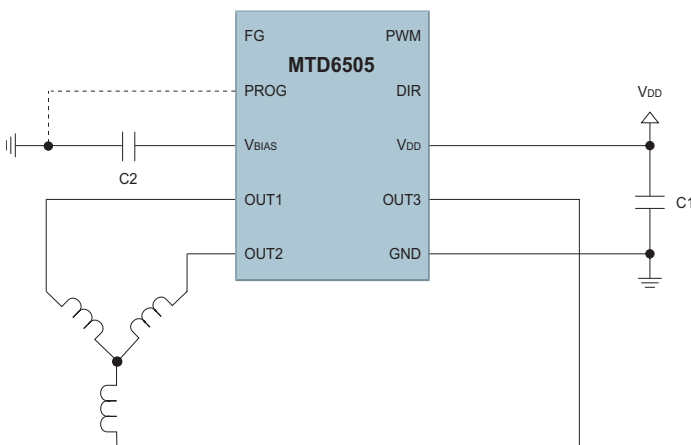 FG PWM
MTD6505
PROG DIR
VDD
VBIAS VDD
C2
OUT1 OUT3
C1
OUT2 GND